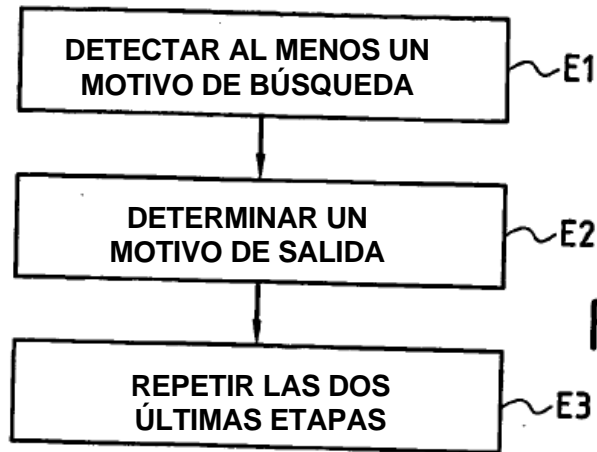 DETECTAR AL MENOS UN
MOTIVO DE BÚSQUEDA
E1
DETERMINAR UN
MOTIVO DE SALIDA
E2
REPETIR LAS DOS
ÚLTIMAS ETAPAS
E3